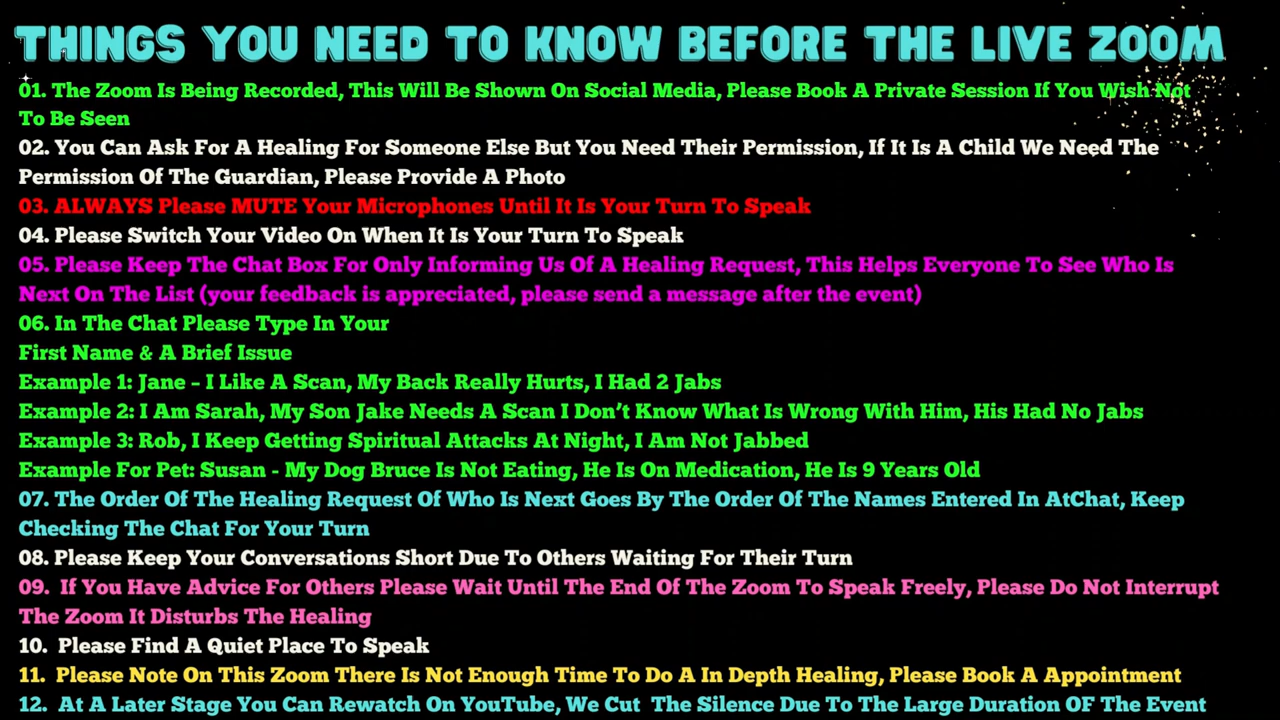 THINGS YOU NEED TO KNOW BEFORE THE LIVE ZOOM
01. The Zoom Is Being Recorded, This Will Be Shown On Social Media, Please Book A Private Session If You Wish Not
To Be Seen
02. You Can Ask For A Healing For Someone Else But You Need Their Permission, If It Is A Child We Need The
Permission Of The Guardian, Please Provide A Photo
03. ALWAYS Please MUTE Your Microphones Until It Is Your Turn To Speak
04. Please Switch Your Video On When It Is Your Turn To Speak
05. Please Keep The Chat Box For Only Informing Us Of A Healing Request, This Helps Everyone To See Who Is
Next On The List (your feedback is appreciated, please send a message after the event)
06. In The Chat Please Type In Your
First Name & A Brief Issue
Example 1: Jane – I Like A Scan, My Back Really Hurts, I Had 2 Jabs
Example 2: I Am Sarah, My Son Jake Needs A Scan I Don’t Know What Is Wrong With Him, His Had No Jabs
Example 3: Rob, I Keep Getting Spiritual Attacks At Night, I Am Not Jabbed
Example For Pet: Susan - My Dog Bruce Is Not Eating, He Is On Medication, He Is 9 Years Old
07. The Order Of The Healing Request Of Who Is Next Goes By The Order Of The Names Entered In AtChat, Keep
Checking The Chat For Your Turn
08. Please Keep Your Conversations Short Due To Others Waiting For Their Turn
09. If You Have Advice For Others Please Wait Until The End Of The Zoom To Speak Freely, Please Do Not Interrupt
The Zoom It Disturbs The Healing
10. Please Find A Quiet Place To Speak
11. Please Note On This Zoom There Is Not Enough Time To Do A In Depth Healing, Please Book A Appointment
12. At A Later Stage You Can Rewatch On YouTube, We Cut The Silence Due To The Large Duration OF The Event